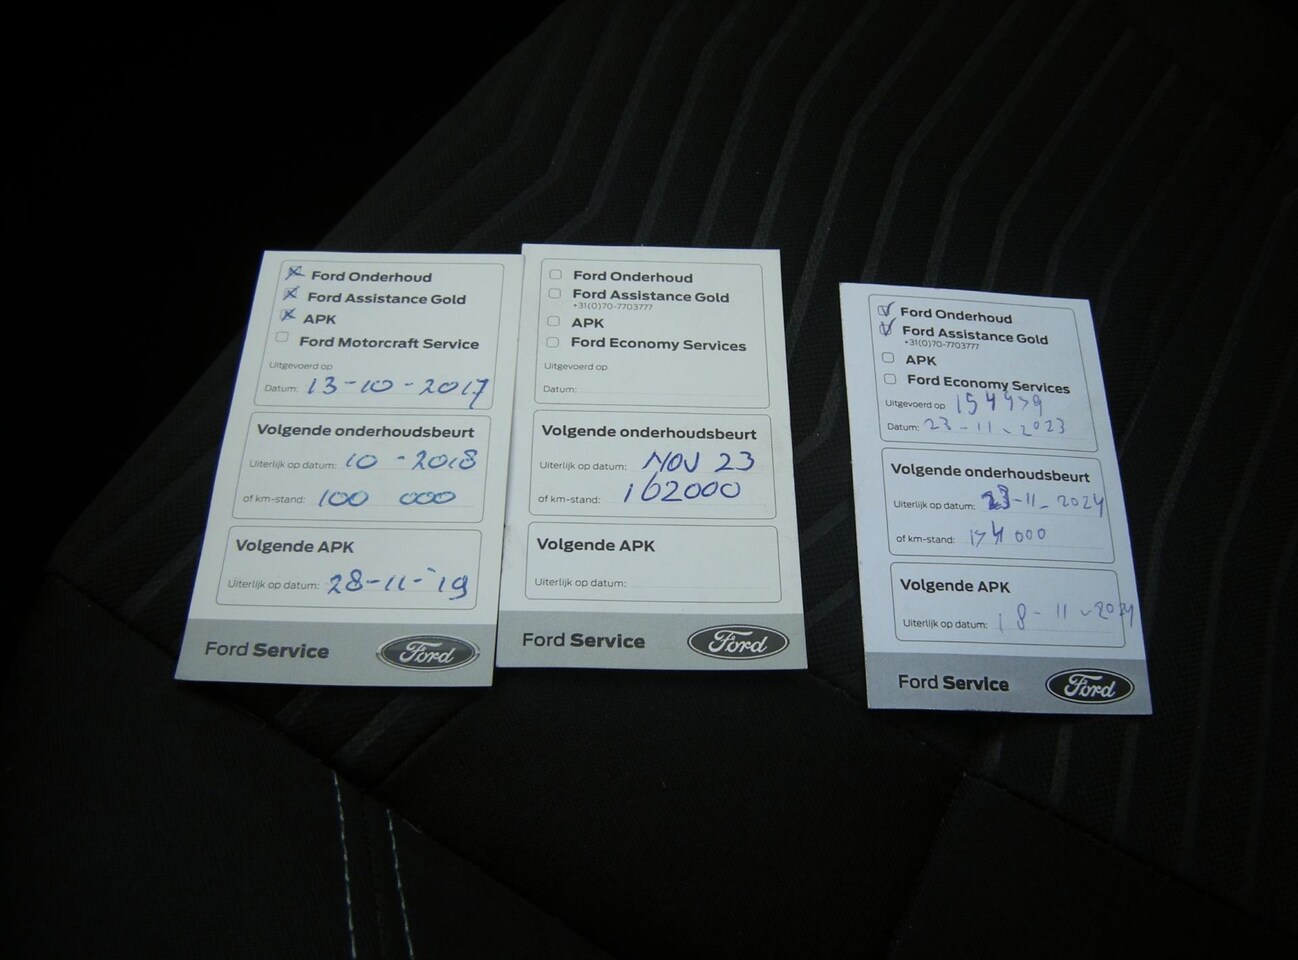 Ford Onderhoud
Ford Assistance Gold
APK
Ford Motorcraft Service
Uitgevoerd op
Datum: 13-10-2017
Volgende onderhoudsbeurt
Uiterlijk op datum: 10-2018
of km-stand: 100 000
Volgende APK
Uiterlijk op datum: 28-11-'19
Ford Service
Ford
Ford Onderhoud
Ford Assistance Gold
+31(0)70-7703777
APK
Ford Economy Services
Uitgevoerd op
Datum:
Volgende onderhoudsbeurt
Uiterlijk op datum: NOV 23
of km-stand: 162000
Volgende APK
Uiterlijk op datum:
Ford Service
Ford
Ford Onderhoud
Ford Assistance Gold
+31(0)70-7703777
APK
Ford Economy Services
Uitgevoerd op
Datum: 23-11-2023
Volgende onderhoudsbeurt
Uiterlijk op datum: 23-11-2024
of km-stand: 174 000
Volgende APK
Uiterlijk op datum: 18-11-2024
Ford Service
Ford